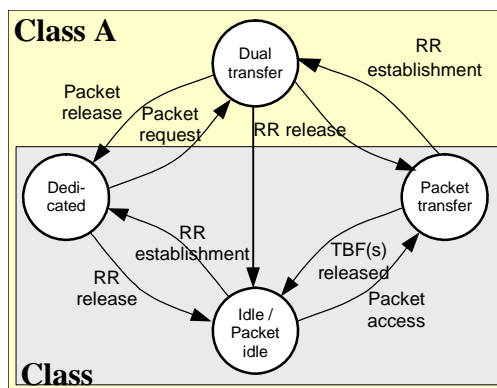 Class A
Dual
transfer
RR
establishment
Packet
release
Packet
request
RR release
Dedi-
cated
Packet
transfer
RR
establishment
TBF(s)
released
RR
release
Packet
access
Idle /
Packet
idle
Class